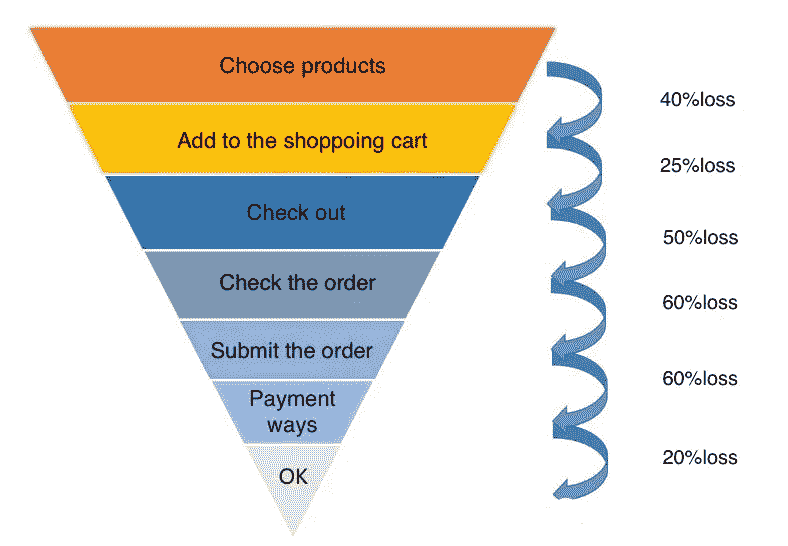 Choose products
40%loss
Add to the shoppoing cart
25%loss
Check out
50%loss
Check the order
60%loss
Submit the order
60%loss
Payment
ways
20%loss
OK